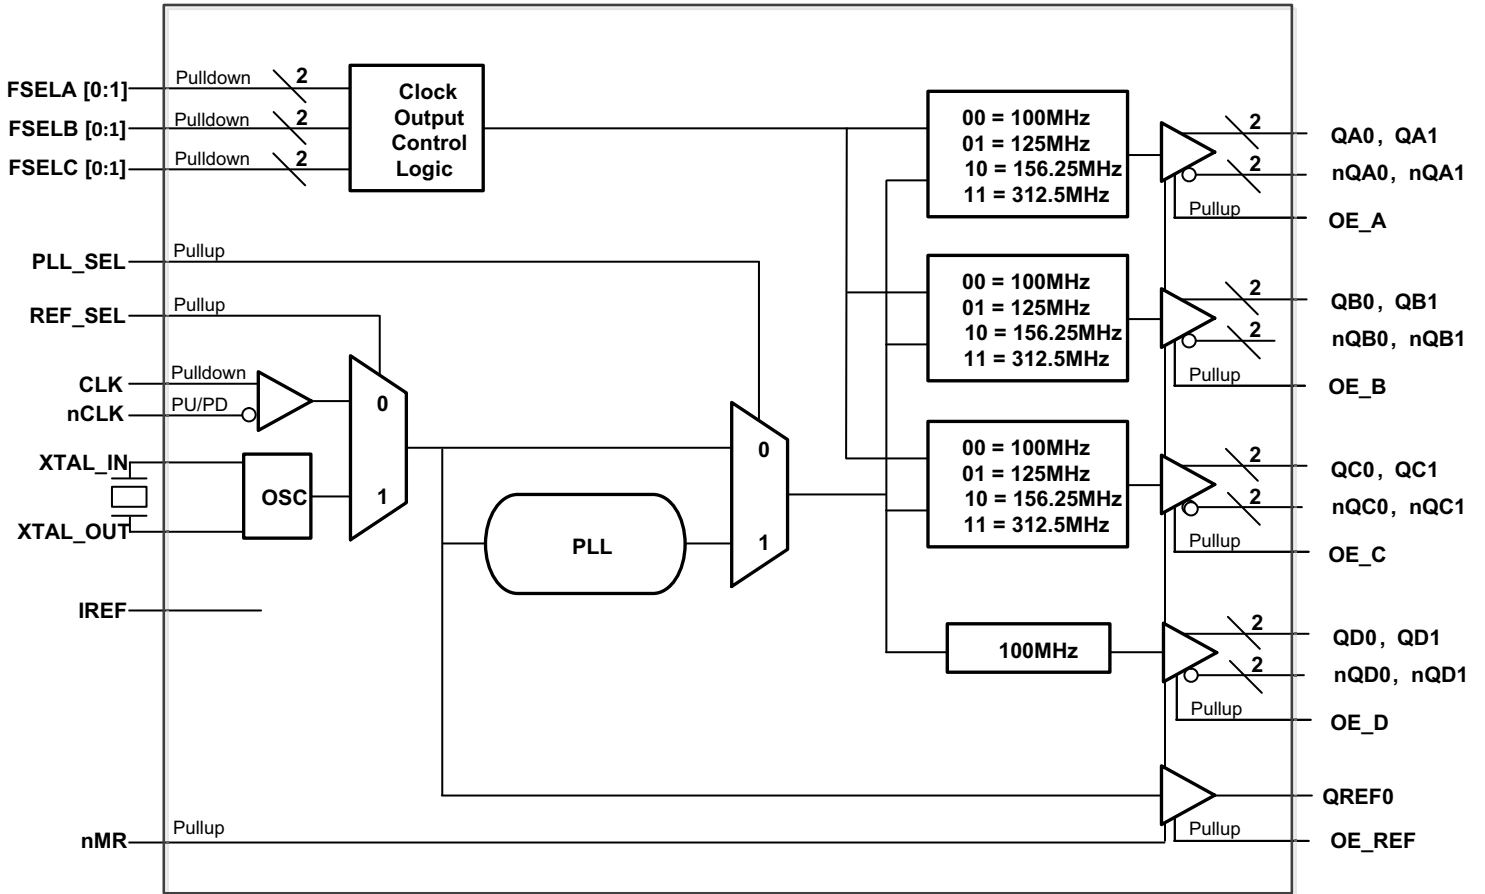 FSELA [0:1]
Pulldown
2
FSELB [0:1]
Pulldown
2
FSELC [0:1]
Pulldown
2
Clock
Output
Control
Logic
PLL_SEL
Pullup
REF_SEL
Pullup
CLK
Pulldown
nCLK
PU/PD
XTAL_IN
XTAL_OUT
OSC
0
1
IREF
PLL
0
1
nMR
Pullup
00 = 100MHz
01 = 125MHz
10 = 156.25MHz
11 = 312.5MHz
2
QA0, QA1
2
nQA0, nQA1
Pullup
OE_A
00 = 100MHz
01 = 125MHz
10 = 156.25MHz
11 = 312.5MHz
2
QB0, QB1
2
nQB0, nQB1
Pullup
OE_B
00 = 100MHz
01 = 125MHz
10 = 156.25MHz
11 = 312.5MHz
2
QC0, QC1
2
nQC0, nQC1
Pullup
OE_C
100MHz
2
QD0, QD1
2
nQD0, nQD1
Pullup
OE_D
QREF0
Pullup
OE_REF